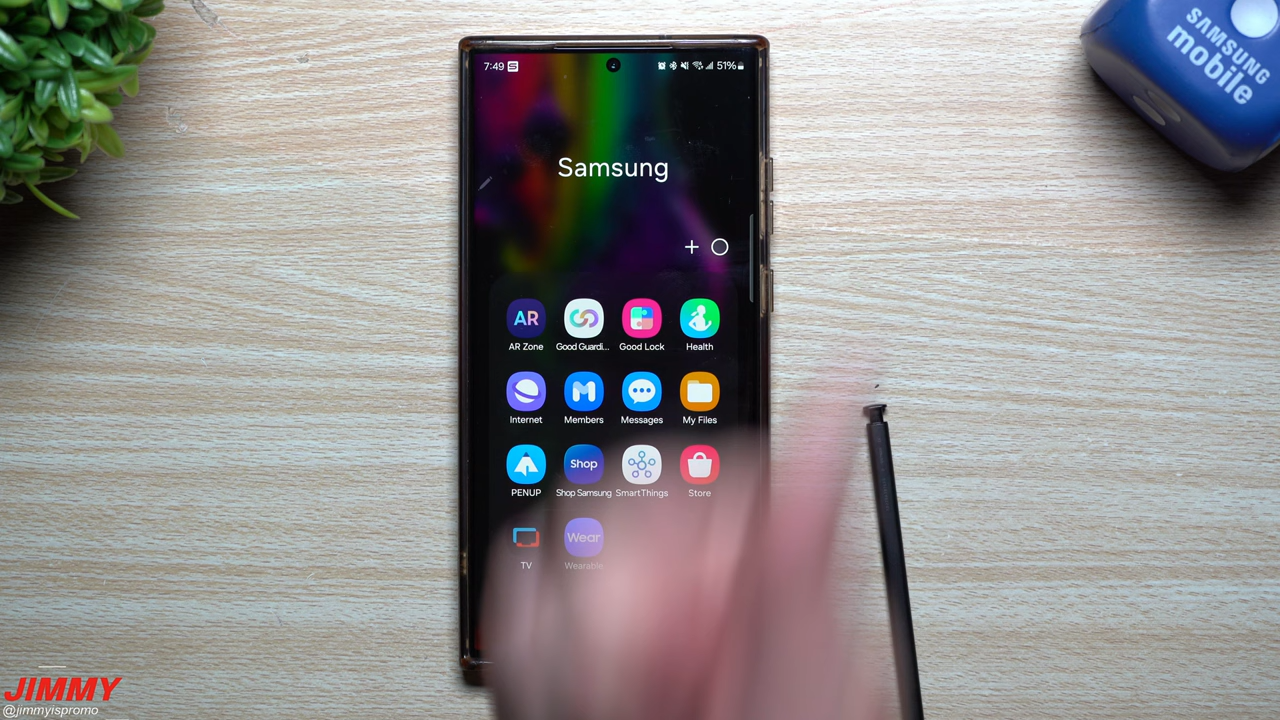 7:49
51%
SAMSUNG
mobile
Samsung
AR
AR Zone
Good Guardi...
Good Lock
Health
Internet
Members
Messages
My Files
Shop
PENUP
Shop Samsung
SmartThings
Store
Wear
TV
Wearable
JIMMY
@jimmyispromo